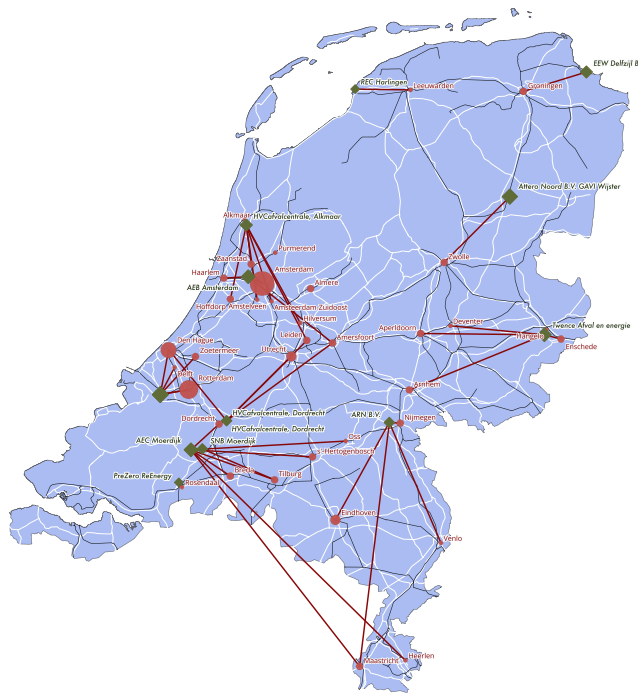 EEW Delfzijl B
REC Harlingen
Leeuwarden
Groningen
Attero Noord B.V. GAVI Wijster
Alkmaar
HVCafvalcentrale, Alkmaar
Purmerend
Zaanstad
Zwolle
Haarlem
Amsterdam
AEB Amsterdam
Almere
Hoffdorp
Amstelveen
Amsterdam Zuidoost
Hilversum
Deventer
Twence Afval en energie
Apeldoorn
Hangelo
Enschede
Leiden
Amersfoort
Den Hague
Zoetermeer
Utrecht
Delft
Rotterdam
Arnhem
HVCafvalcentrale, Dordrecht
Dordrecht
HVCafvalcentrale, Dordrecht
ARN B.V.
Nijmegen
AEC Moerdijk
SNB Moerdijk
Oss
s-Hertogenbosch
PreZero ReEnergy
Breda
Tilburg
Rosendaal
Eindhoven
Venlo
Maastricht
Heerlen